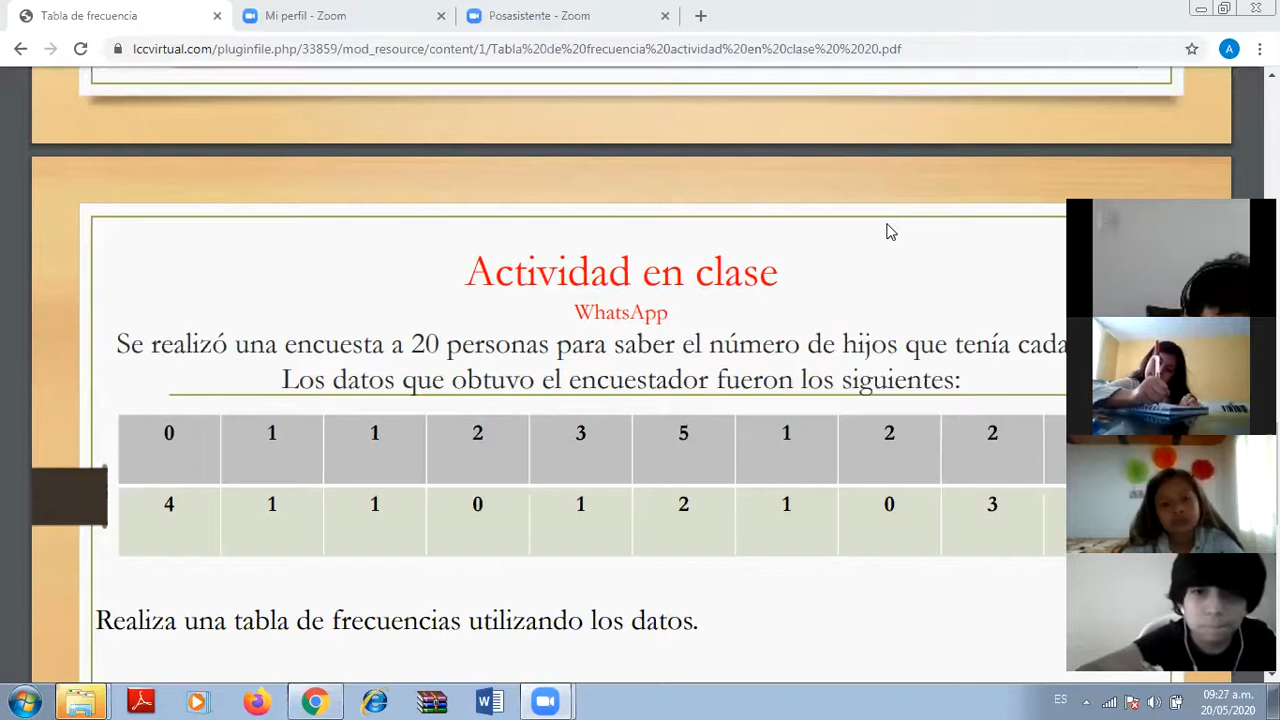 Tabla de frecuencia
Mi perfil - Zoom
Posasistente - Zoom
lccvirtual.com/pluginfile.php/33859/mod_resource/content/1/Tabla%20de%20frecuencia%20actividad%20en%20clase%20%2020.pdf
A
Actividad en clase
WhatsApp
Se realizó una encuesta a 20 personas para saber el número de hijos que tenía cada
Los datos que obtuvo el encuestador fueron los siguientes:
0 1 1 2 3 5 1 2 2
4 1 1 0 1 2 1 0 3
Realiza una tabla de frecuencias utilizando los datos.
ES
09:27 a.m.
20/05/2020